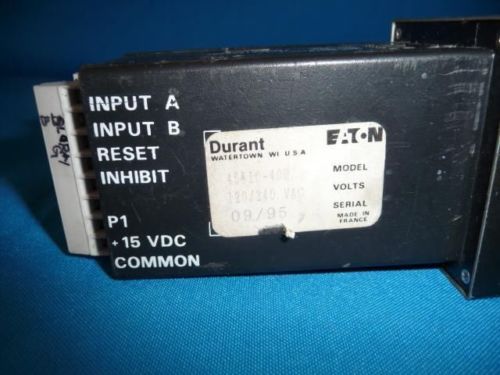 INPUT A
INPUT B
RESET
INHIBIT
P1
+15 VDC
COMMON
Durant
WATERTOWN, WI. U.S.A
EATON
MODEL
120/240 VAC VOLTS
09/95 SERIAL
MADE IN
FRANCE